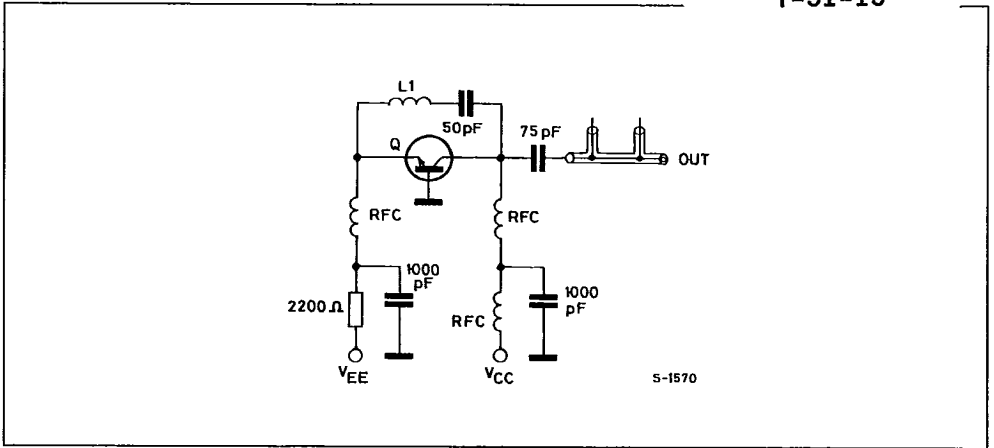 L1
50pF
75pF
Q
OUT
RFC
RFC
1000
pF
1000
pF
2200Ω
RFC
VEE
VCC
S-1570